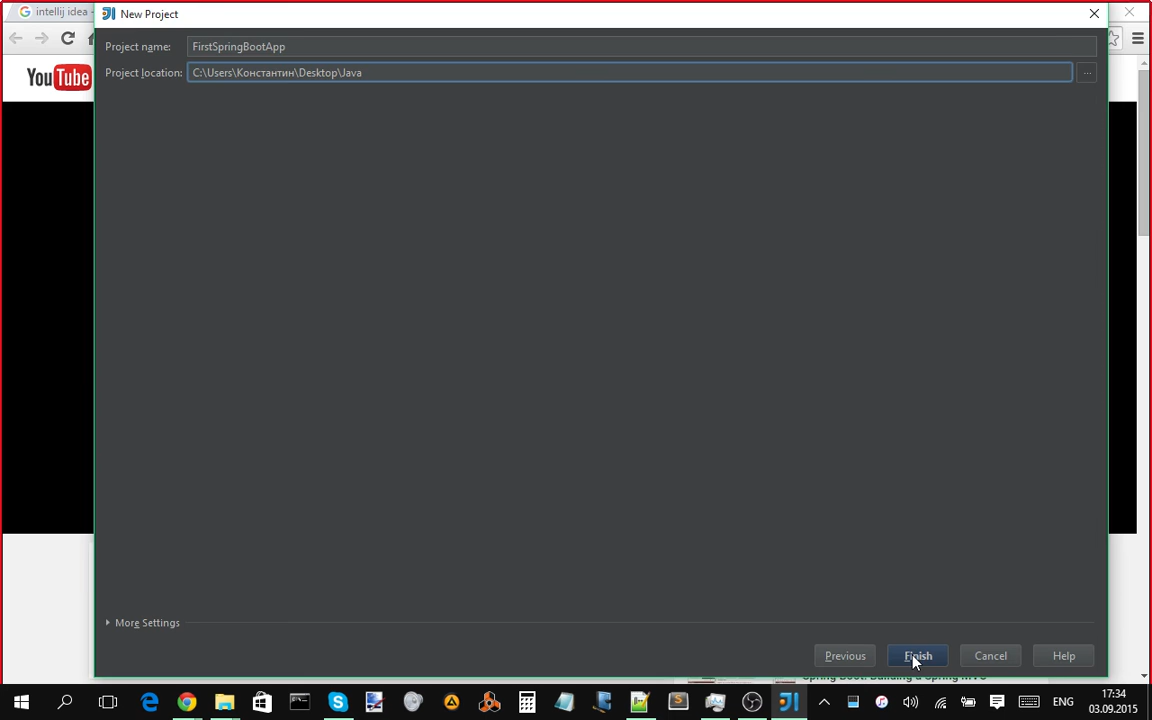 intellij idea -
New Project
Project name:
FirstSpringBootApp
Project location:
C:\Users\Константин\Desktop\Java
...
YouTube
More Settings
Previous
Finish
Cancel
Help
Spring Boot: Building a Spring MVC
ENG
17:34
03.09.2015